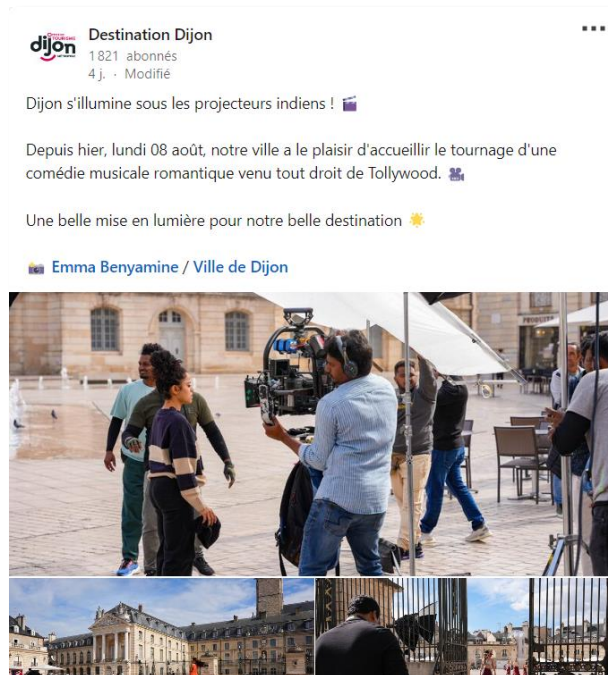 dijon
Destination Dijon
1 821 abonnés
4 j. · Modifié
Dijon s'illumine sous les projecteurs indiens ! 🎬
Depuis hier, lundi 08 août, notre ville a le plaisir d'accueillir le tournage d'une
comédie musicale romantique venu tout droit de Tollywood. 🎥
Une belle mise en lumière pour notre belle destination 🌟
📸 Emma Benyamine / Ville de Dijon
PRODUITS